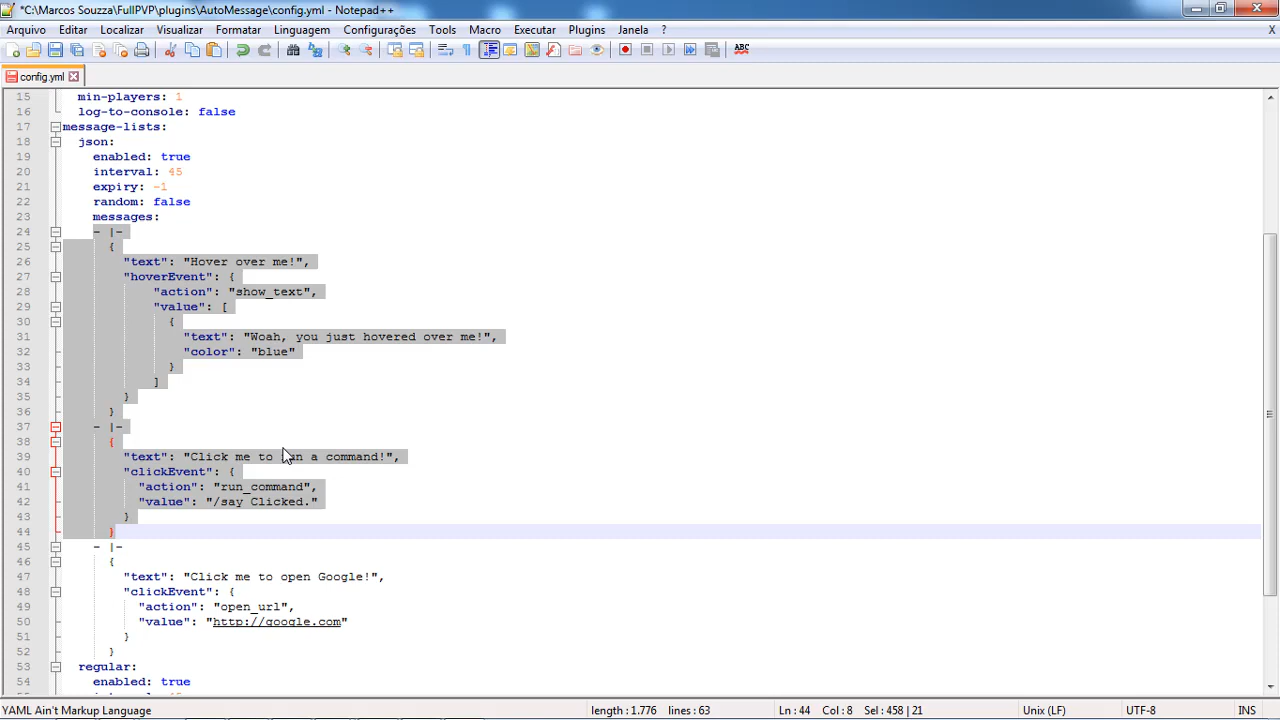 *C:\Marcos Souzza\FullPVP\plugins\AutoMessage\config.yml - Notepad++
Arquivo Editar Localizar Visualizar Formatar Linguagem Configurações Tools Macro Executar Plugins Janela ? X
ABC
config.yml
15 min-players: 1
16 log-to-console: false
17 message-lists:
18 json:
19 enabled: true
20 interval: 45
21 expiry: -1
22 random: false
23 messages:
24 - |-
25 {
26 "text": "Hover over me!",
27 "hoverEvent": {
28 "action": "show_text",
29 "value": [
30 {
31 "text": "Woah, you just hovered over me!",
32 "color": "blue"
33 }
34 ]
35 }
36 }
37 - |-
38 {
39 "text": "Click me to run a command!",
40 "clickEvent": {
41 "action": "run_command",
42 "value": "/say Clicked."
43 }
44 }
45 - |-
46 {
47 "text": "Click me to open Google!",
48 "clickEvent": {
49 "action": "open_url",
50 "value": "http://google.com"
51 }
52 }
53 regular:
54 enabled: true
YAML Ain't Markup Language length : 1.776 lines : 63 Ln : 44 Col : 8 Sel : 458 | 21 Unix (LF) UTF-8 INS